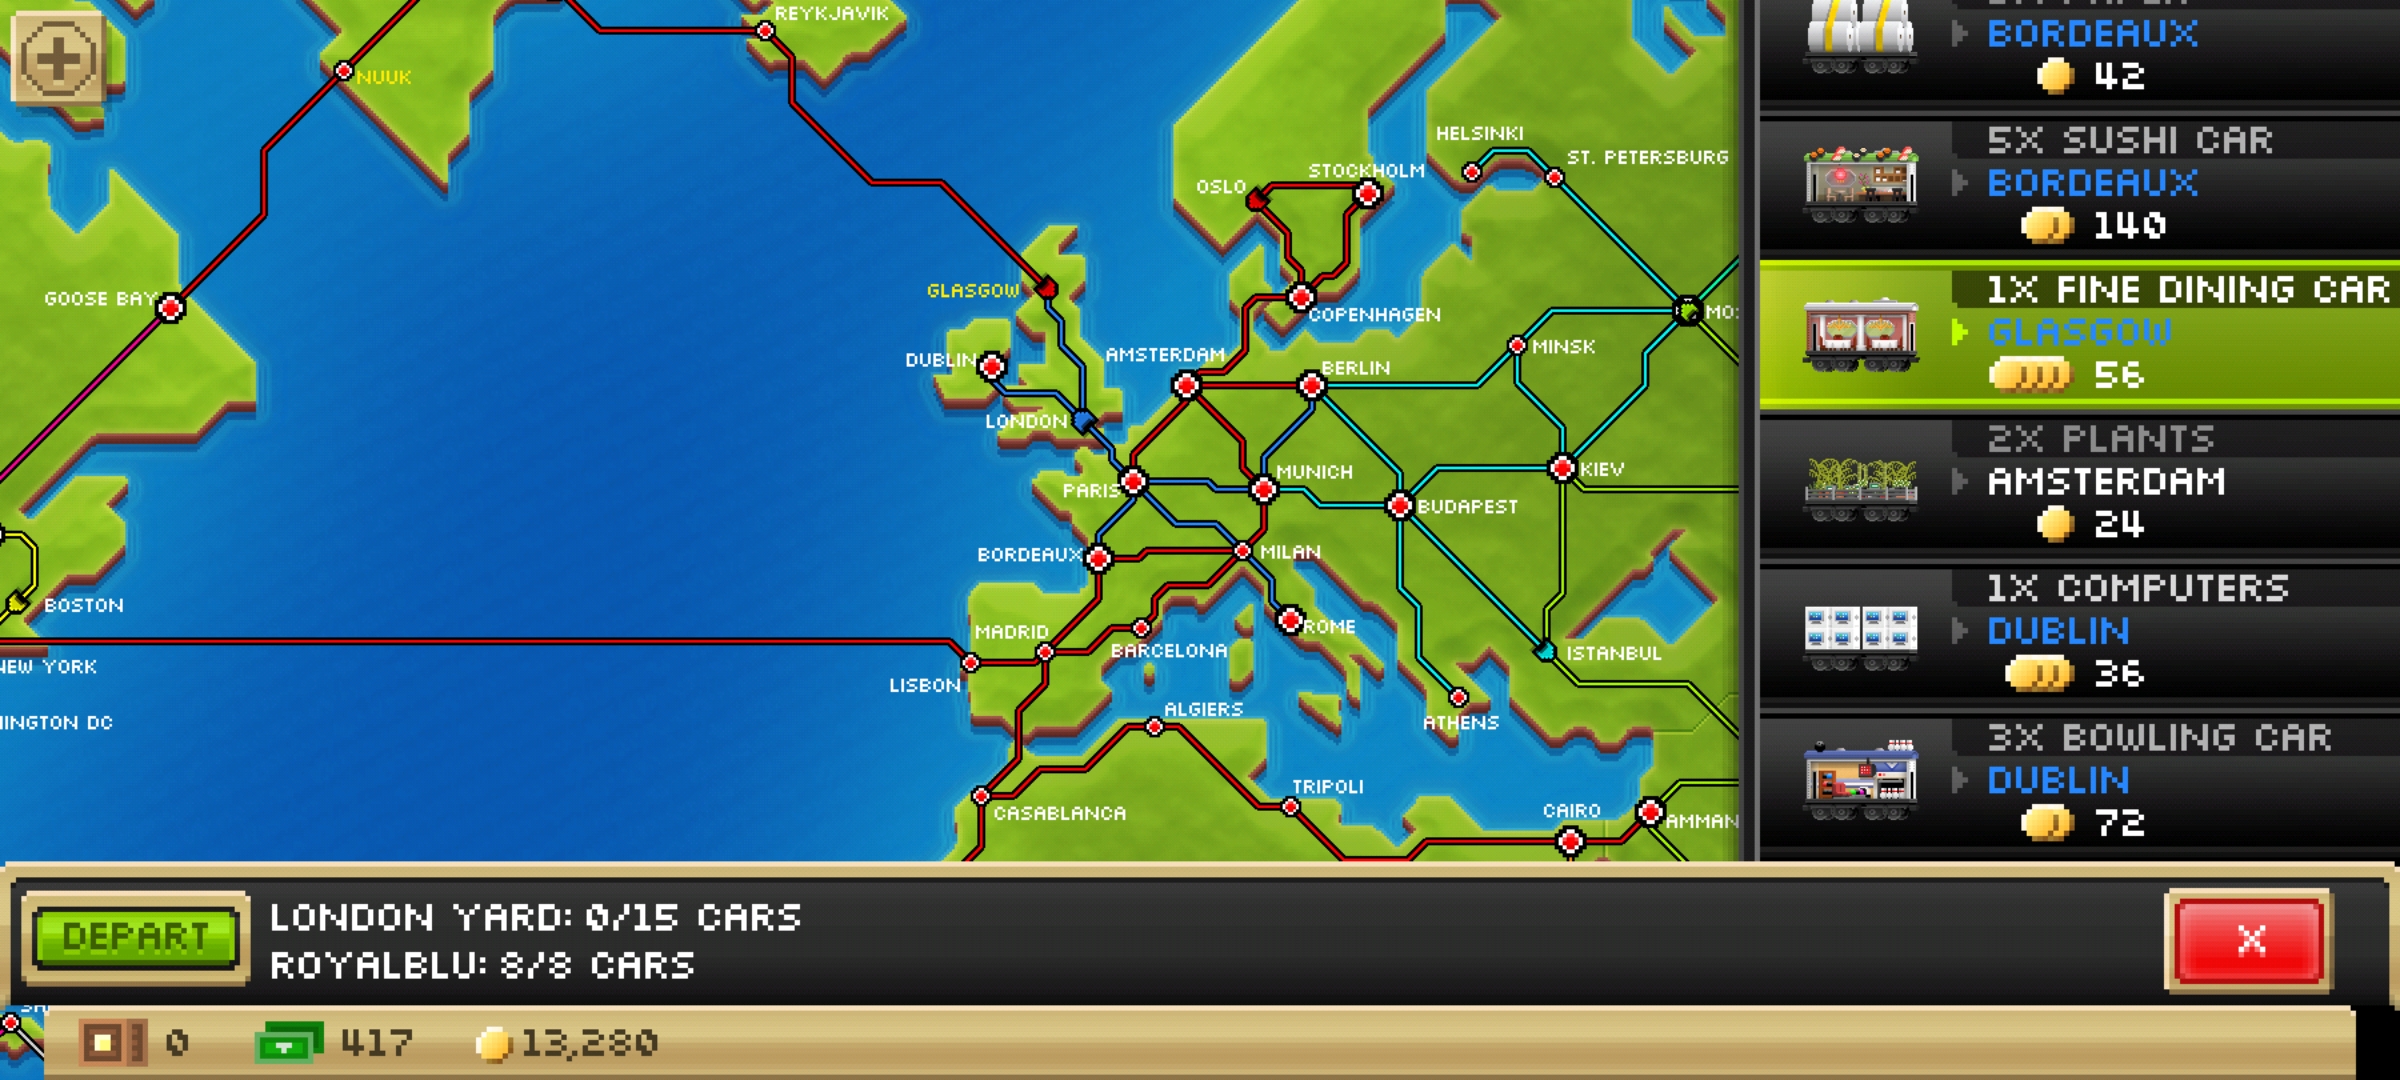 REYKJAVIK
NUUK
HELSINKI
ST. PETERSBURG
STOCKHOLM
OSLO
GLASGOW
GOOSE BAY
COPENHAGEN
MO
DUBLIN
AMSTERDAM
BERLIN
MINSK
LONDON
PARIS
MUNICH
KIEV
BUDAPEST
BORDEAUX
MILAN
BOSTON
MADRID
ROME
BARCELONA
ISTANBUL
NEW YORK
LISBON
INGTON DC
ALGIERS
ATHENS
CASABLANCA
TRIPOLI
CAIRO
AMMAN
BORDEAUX
42
5X SUSHI CAR
BORDEAUX
140
1X FINE DINING CAR
GLASGOW
56
2X PLANTS
AMSTERDAM
24
1X COMPUTERS
DUBLIN
36
3X BOWLING CAR
DUBLIN
72
DEPART
LONDON YARD: 0/15 CARS
ROYALBLU: 8/8 CARS
X
0
417
13,280